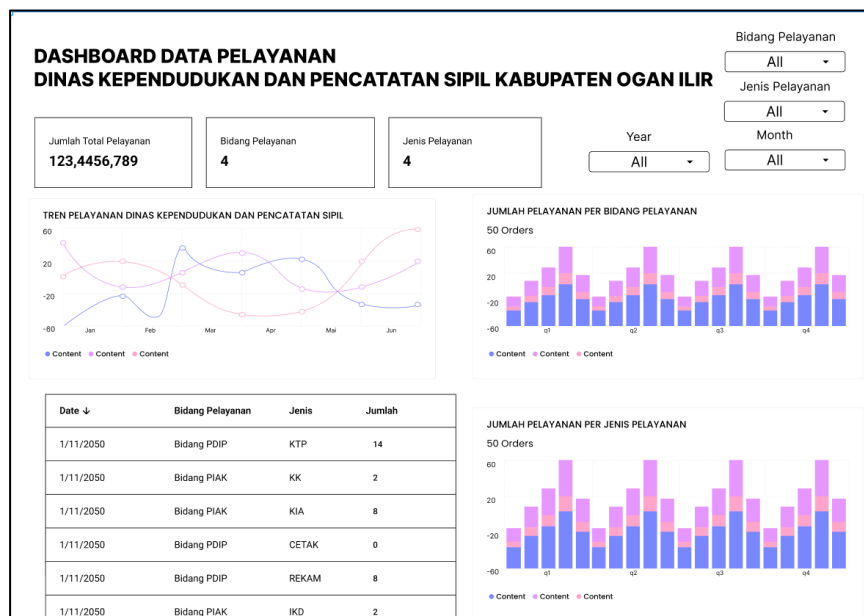 DASHBOARD DATA PELAYANAN
DINAS KEPENDUDUKAN DAN PENCATATAN SIPIL KABUPATEN OGAN ILIR
Bidang Pelayanan
All
Jenis Pelayanan
All
Year
All
Month
All
Jumlah Total Pelayanan
123,4456,789
Bidang Pelayanan
4
Jenis Pelayanan
4
TREN PELAYANAN DINAS KEPENDUDUKAN DAN PENCATATAN SIPIL
60
20
-20
-60
Jan Feb Mar Apr Mai Jun
Content Content Content
JUMLAH PELAYANAN PER BIDANG PELAYANAN
50 Orders
60
20
-20
-60
q1 q2 q3 q4
Content Content Content
Date ↓ Bidang Pelayanan Jenis Jumlah
1/11/2050 Bidang PDIP KTP 14
1/11/2050 Bidang PIAK KK 2
1/11/2050 Bidang PIAK KIA 8
1/11/2050 Bidang PDIP CETAK 0
1/11/2050 Bidang PDIP REKAM 8
1/11/2050 Bidang PIAK IKD 2
JUMLAH PELAYANAN PER JENIS PELAYANAN
50 Orders
60
20
-20
-60
q1 q2 q3 q4
Content Content Content